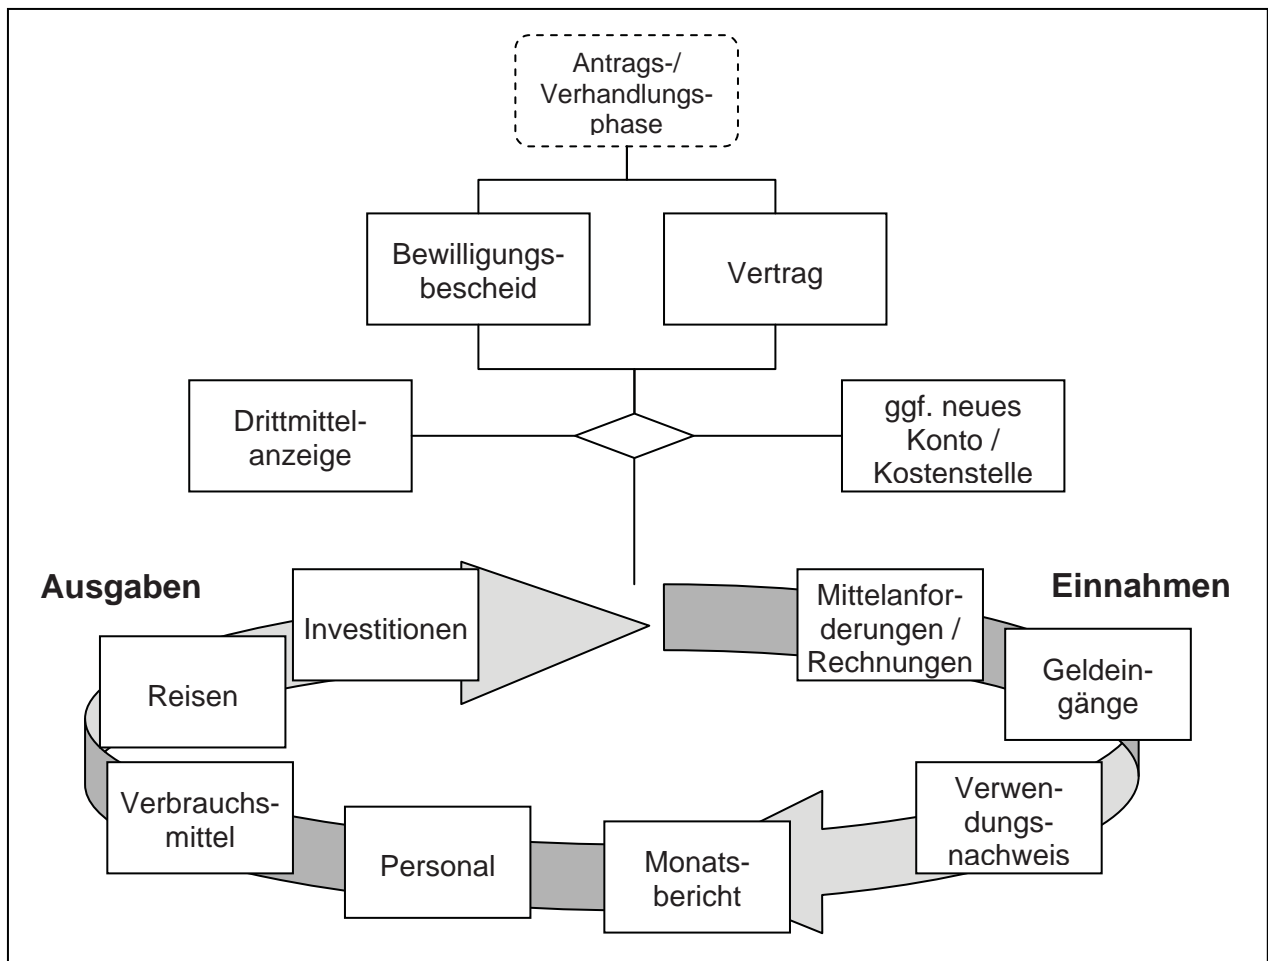 Antrags-/
Verhandlungs-
phase
Bewilligungs-
bescheid
Vertrag
Drittmittel-
anzeige
ggf. neues
Konto /
Kostenstelle
Ausgaben
Einnahmen
Investitionen
Mittelanfor-
derungen /
Rechnungen
Reisen
Geldein-
gänge
Verbrauchs-
mittel
Personal
Monats-
bericht
Verwen-
dungs-
nachweis